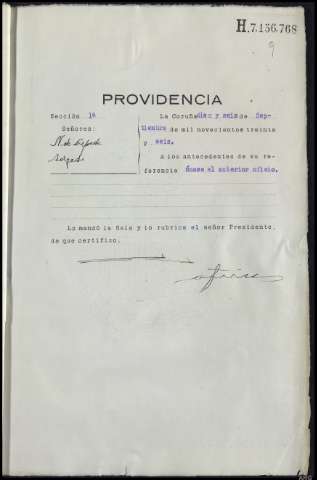 H.7.156.768
9
PROVIDENCIA
Sección 1ª
Señores:
La Coruña diez y seis de Sep-
tiembre de mil novecientos treinta
y seis.
A los antecedentes de su re-
ferencia únase el anterior oficio.
Lo mandó la Sala y lo rubrica el señor Presidente,
de que certifico.